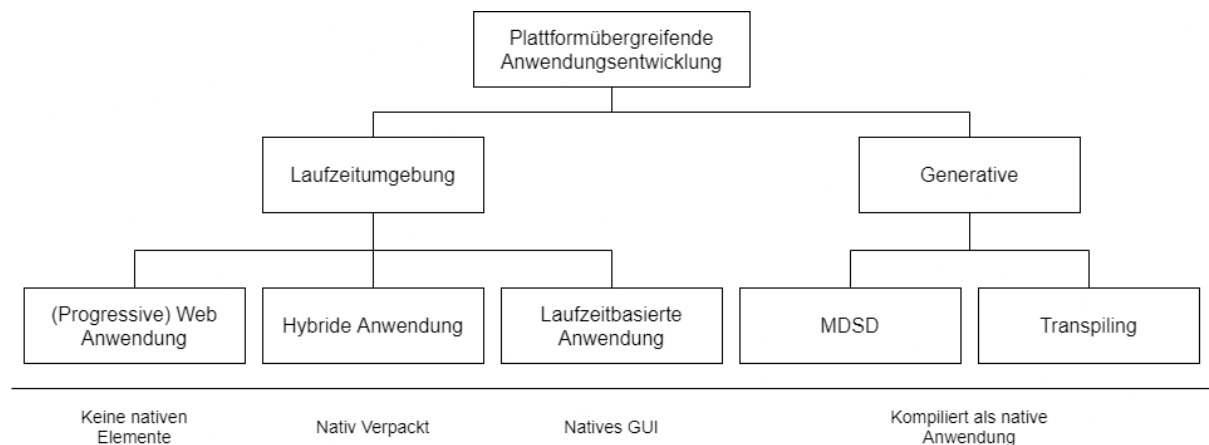 Plattformübergreifende
Anwendungsentwicklung
Laufzeitumgebung
Generative
(Progressive) Web
Anwendung
Hybride Anwendung
Laufzeitbasierte
Anwendung
MDSD
Transpiling
Keine nativen
Elemente
Nativ Verpackt
Natives GUI
Kompiliert als native
Anwendung